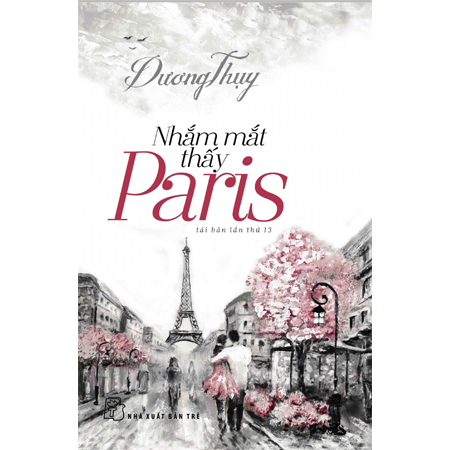 Dương Thụy
Nhắm mắt
thấy
Paris
tái bản lần thứ 13
NHÀ XUẤT BẢN TRẺ